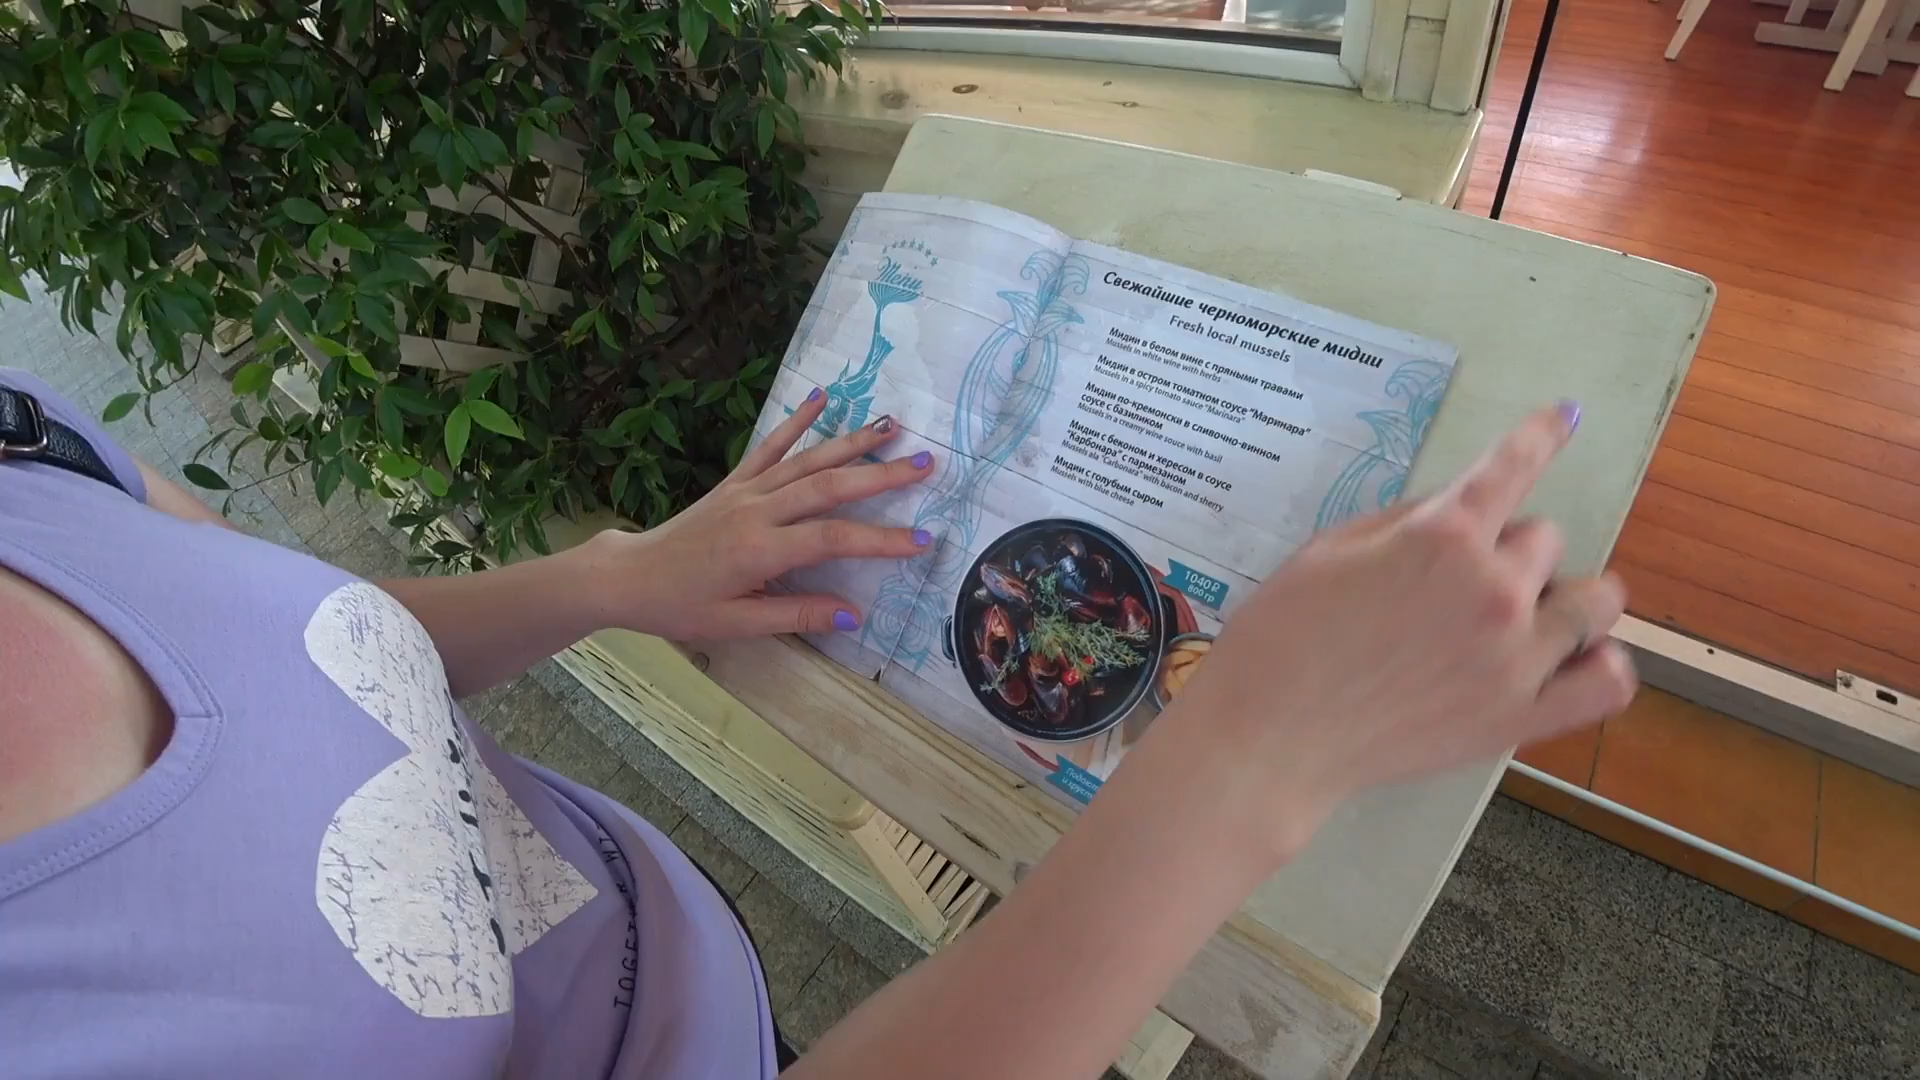 Menu
Свежайшие черноморские мидии
Fresh local mussels
Мидии в белом вине с пряными травами
Mussels in white wine with herbs
Мидии в остром томатном соусе "Маринара"
Mussels in a spicy tomato sauce "Marinara"
Мидии по-кремонски в сливочно-винном
соусе с базиликом
Mussels in a creamy wine souce with basil
Мидии с беконом и хересом в соусе
"Карбонара" с пармезаном
Mussels ala "Carbonara" with bacon and sherry
Мидии с голубым сыром
Mussels with blue cheese
1040 ₽
800 гр
TOGETHER WI